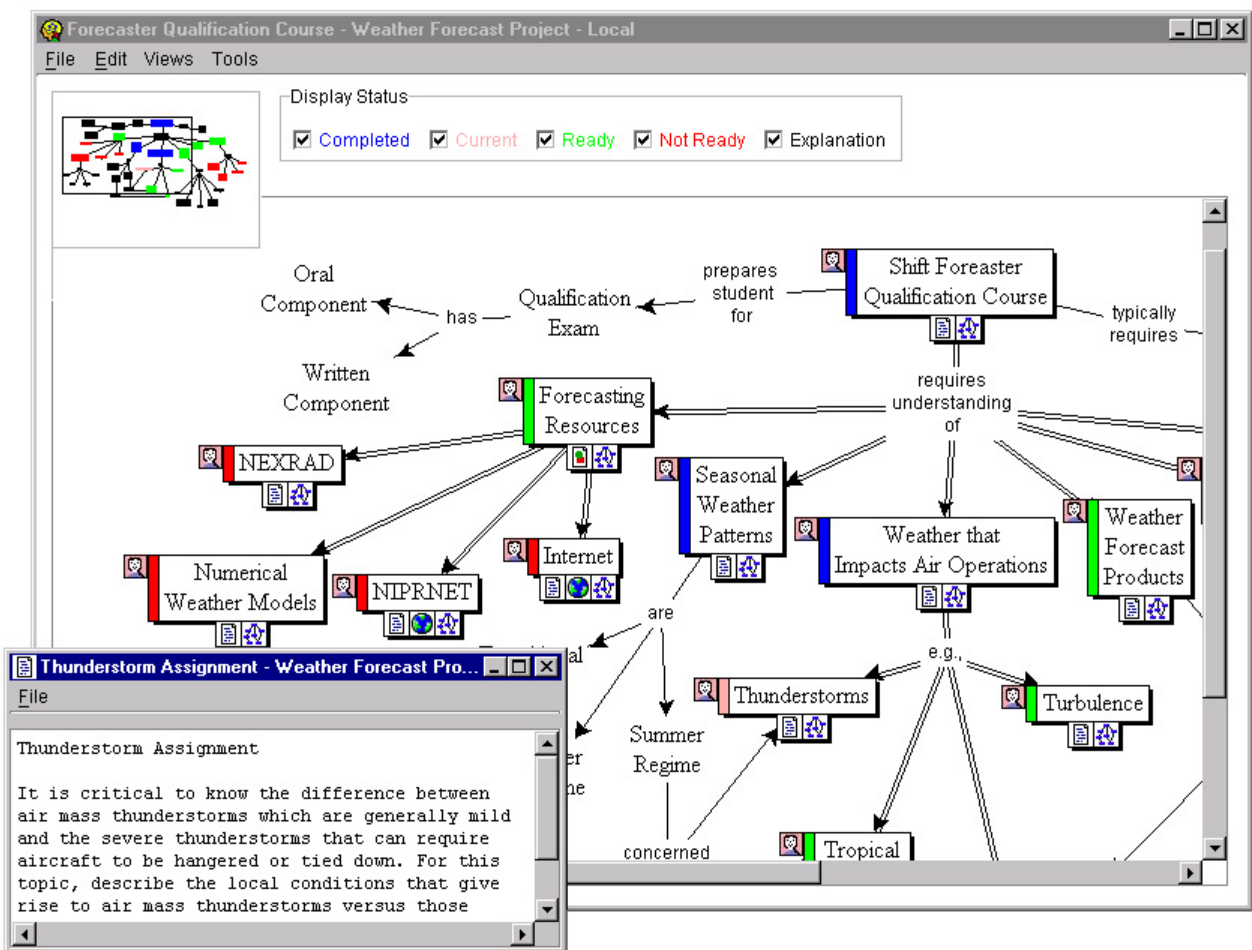 Forecaster Qualification Course - Weather Forecast Project - Local
File Edit Views Tools
Display Status
Completed Current Ready Not Ready Explanation
Oral
Component
has
Qualification
Exam
prepares
student
for
Shift Foreaster
Qualification Course
typically
requires
Written
Component
requires
understanding
of
Forecasting
Resources
NEXRAD
Seasonal
Weather
Patterns
Weather that
Impacts Air Operations
Weather
Forecast
Products
Internet
Numerical
Weather Models
NIPRNET
are
e.g.,
Thunderstorms
Turbulence
Summer
Regime
concerned
Tropical
Thunderstorm Assignment - Weather Forecast Pro...
File
Thunderstorm Assignment
It is critical to know the difference between
air mass thunderstorms which are generally mild
and the severe thunderstorms that can require
aircraft to be hangered or tied down. For this
topic, describe the local conditions that give
rise to air mass thunderstorms versus those